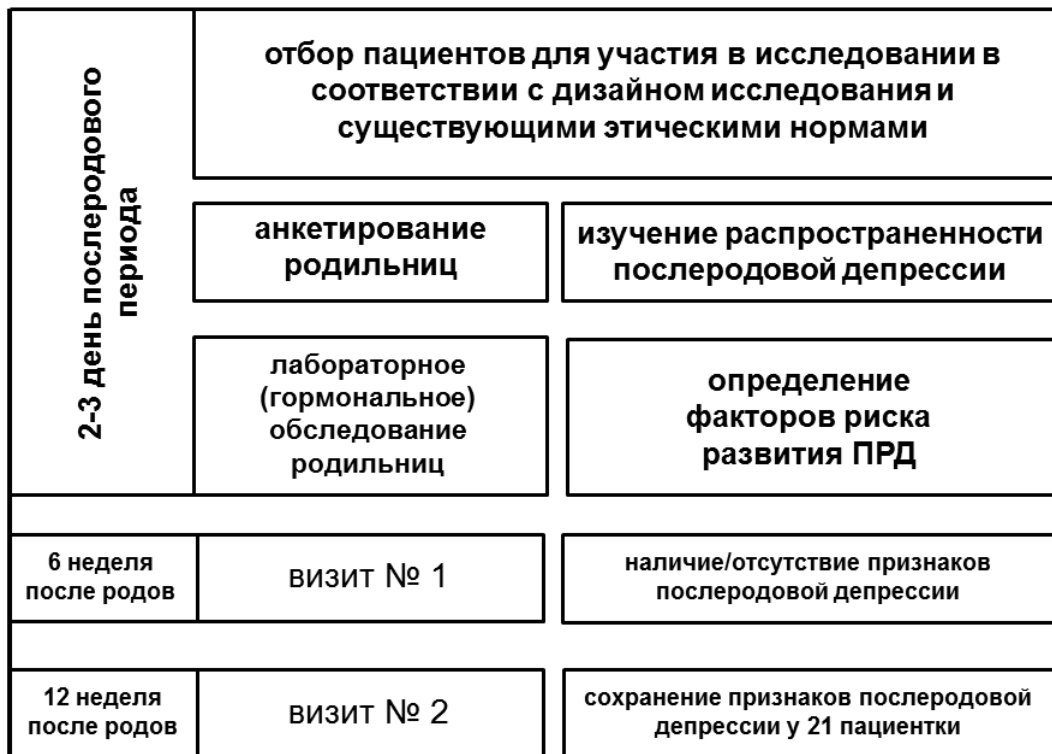 2-3 день послеродового
периода
отбор пациентов для участия в исследовании в
соответствии с дизайном исследования и
существующими этическими нормами
анкетирование
родильниц
изучение распространенности
послеродовой депрессии
лабораторное
(гормональное)
обследование
родильниц
определение
факторов риска
развития ПРД
6 неделя
после родов
визит № 1
наличие/отсутствие признаков
послеродовой депрессии
12 неделя
после родов
визит № 2
сохранение признаков послеродовой
депрессии у 21 пациентки